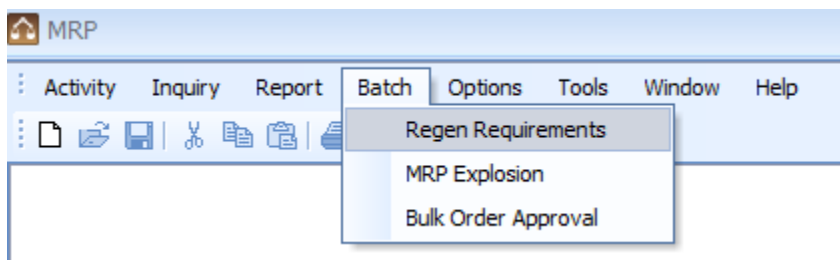 MRP
Activity Inquiry Report Batch Options Tools Window Help
Regen Requirements
MRP Explosion
Bulk Order Approval